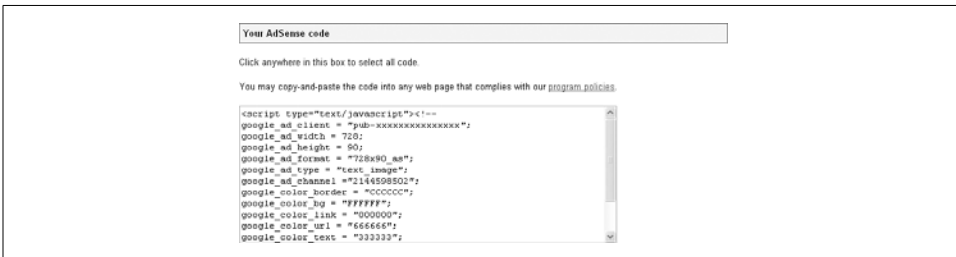 Your AdSense code
Click anywhere in this box to select all code.
You may copy-and-paste the code into any web page that complies with our program policies.
<script type="text/javascript"><!--
google_ad_client = "pub-xxxxxxxxxxxxxxx";
google_ad_width = 728;
google_ad_height = 90;
google_ad_format = "728x90_as";
google_ad_type = "text_image";
google_ad_channel ="2144598502";
google_color_border = "CCCCCC";
google_color_bg = "FFFFFF";
google_color_link = "000000";
google_color_url = "666666";
google_color_text = "333333";